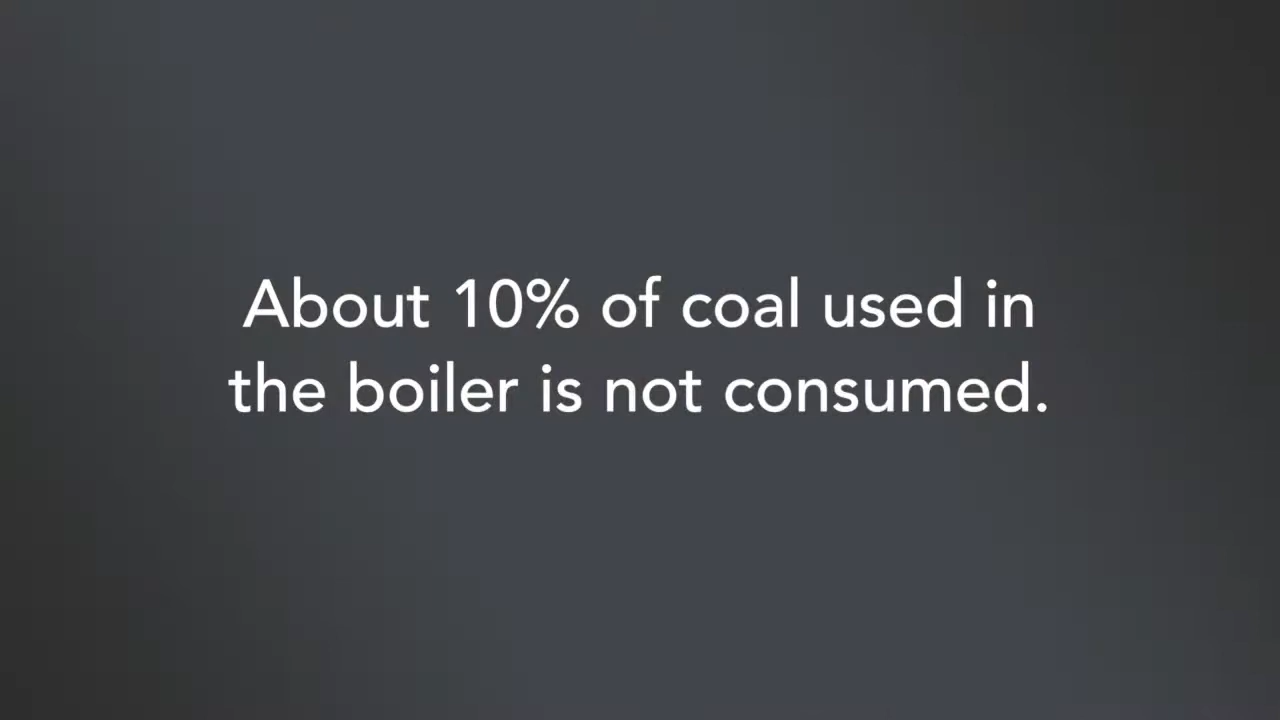 About 10% of coal used in
the boiler is not consumed.